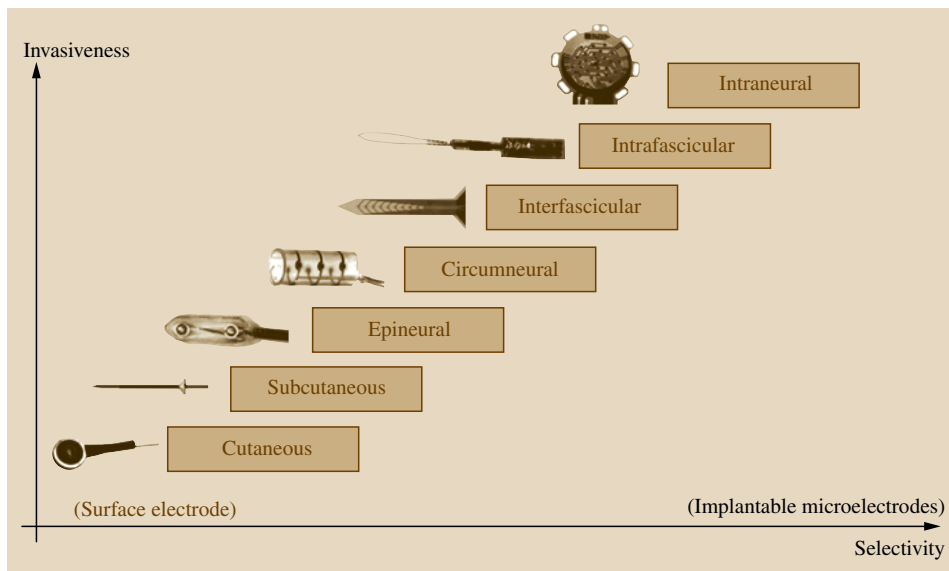 Invasiveness
Intraneural
Intrafascicular
Interfascicular
Circumneural
Epineural
Subcutaneous
Cutaneous
(Surface electrode)
(Implantable microelectrodes)
Selectivity